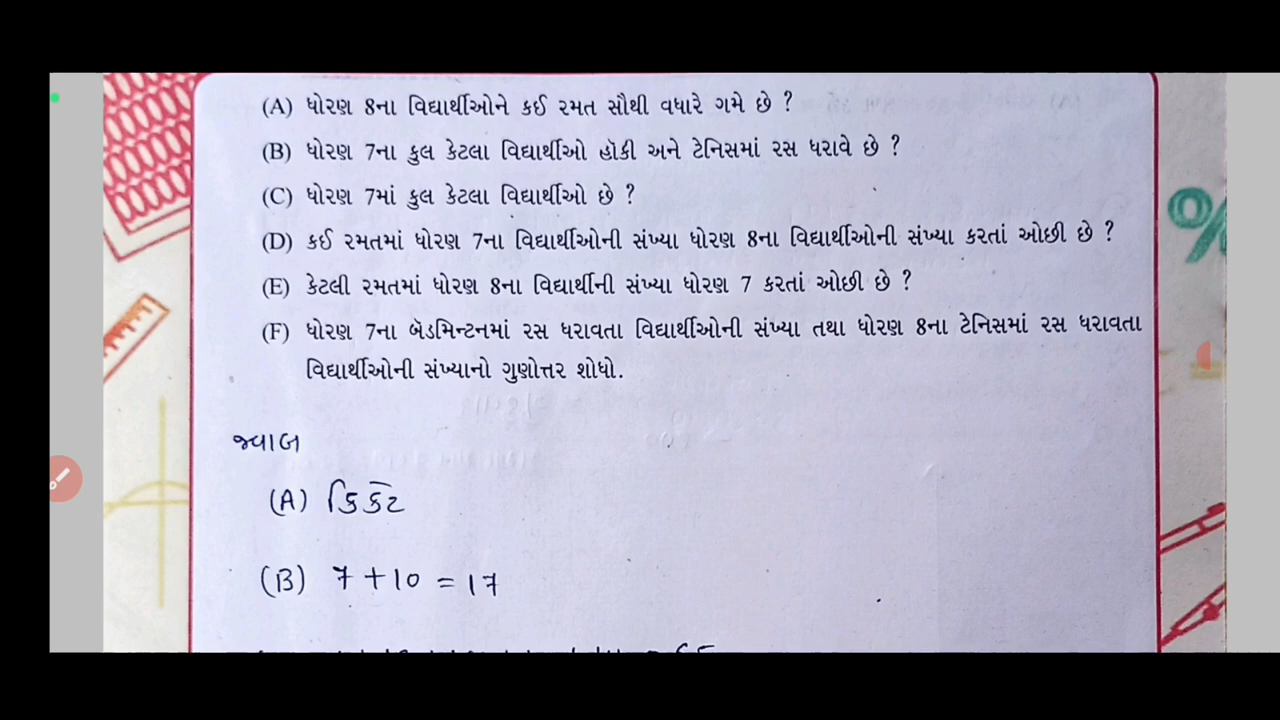 (A) ધોરણ 8ના વિદ્યાર્થીઓને કઈ રમત સૌથી વધારે ગમે છે ?
(B) ધોરણ 7ના કુલ કેટલા વિદ્યાર્થીઓ હૉકી અને ટેનિસમાં રસ ધરાવે છે ?
(C) ધોરણ 7માં કુલ કેટલા વિદ્યાર્થીઓ છે ?
(D) કઈ રમતમાં ધોરણ 7ના વિદ્યાર્થીઓની સંખ્યા ધોરણ 8ના વિદ્યાર્થીઓની સંખ્યા કરતાં ઓછી છે ?
(E) કેટલી રમતમાં ધોરણ 8ના વિદ્યાર્થીની સંખ્યા ધોરણ 7 કરતાં ઓછી છે ?
(F) ધોરણ 7ના બેડમિન્ટનમાં રસ ધરાવતા વિદ્યાર્થીઓની સંખ્યા તથા ધોરણ 8ના ટેનિસમાં રસ ધરાવતા
વિદ્યાર્થીઓની સંખ્યાનો ગુણોત્તર શોધો.
જવાબ
(A) ક્રિકેટ
(B) 7 + 10 = 17
%